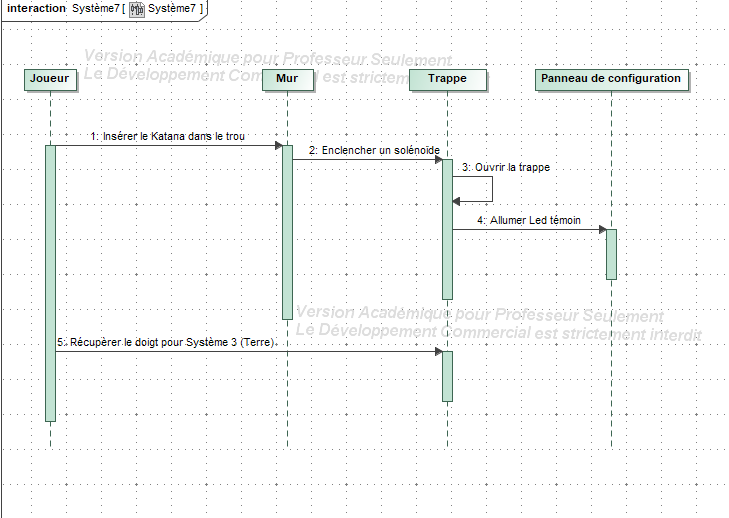 interaction Système7 [ Système7 ]
Version Académique pour Professeur Seulement
Le Développement Commercial est strictem
Joueur
Mur
Trappe
Panneau de configuration
1: Insérer le Katana dans le trou
2: Enclencher un solénoïde
3: Ouvrir la trappe
4: Allumer Led témoin
Version Académique pour Professeur Seulement
Le Développement Commercial est strictement interdit
5: Récupèrer le doigt pour Système 3 (Terre)